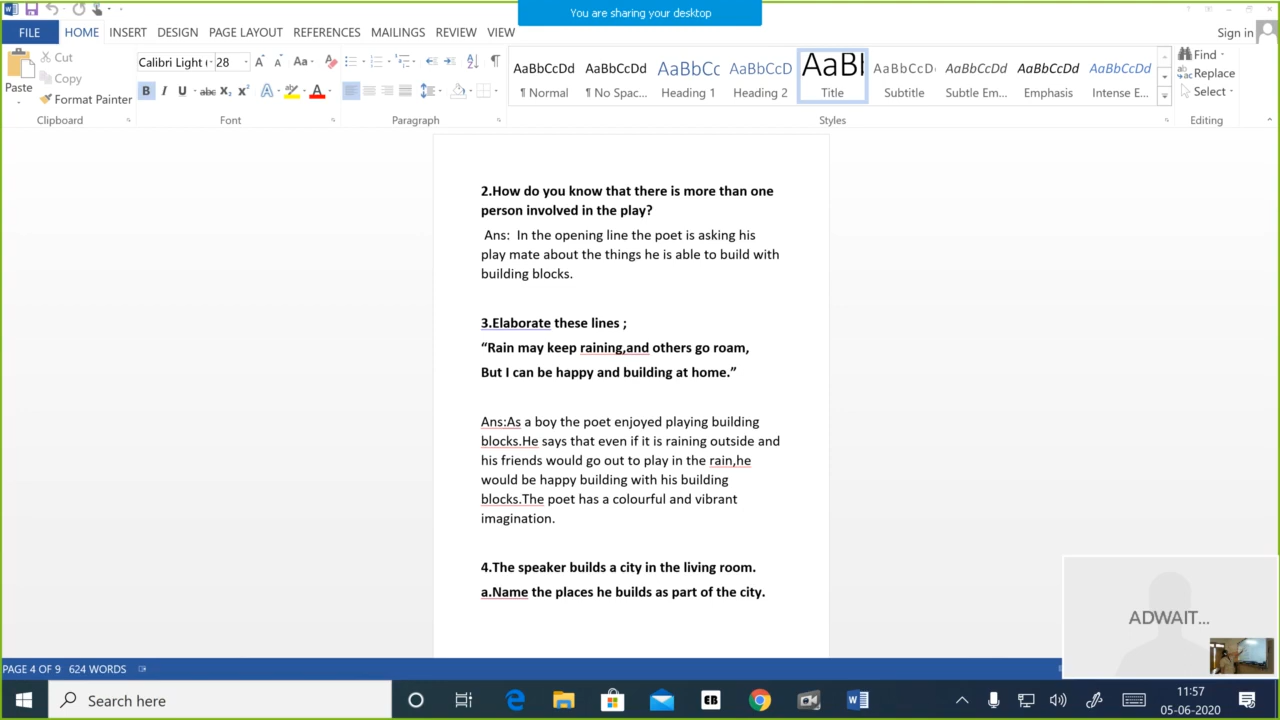 You are sharing your desktop
FILE HOME INSERT DESIGN PAGE LAYOUT REFERENCES MAILINGS REVIEW VIEW Sign in
Paste
Cut
Copy
Format Painter
Calibri Light ( 28
Aa
B I U abc X₂ X²
AaBbCcDd AaBbCcDd AaBbCc AaBbCcD AaBl AaBbCcD AaBbCcDd AaBbCcDd AaBbCcDd
¶ Normal ¶ No Spac... Heading 1 Heading 2 Title Subtitle Subtle Em... Emphasis Intense E...
Find
Replace
Select
Clipboard Font Paragraph Styles Editing
2.How do you know that there is more than one
person involved in the play?
Ans: In the opening line the poet is asking his
play mate about the things he is able to build with
building blocks.
3.Elaborate these lines ;
“Rain may keep raining,and others go roam,
But I can be happy and building at home.”
Ans:As a boy the poet enjoyed playing building
blocks.He says that even if it is raining outside and
his friends would go out to play in the rain,he
would be happy building with his building
blocks.The poet has a colourful and vibrant
imagination.
4.The speaker builds a city in the living room.
a.Name the places he builds as part of the city.
ADWAIT...
PAGE 4 OF 9 624 WORDS
Search here
EB
11:57
05-06-2020